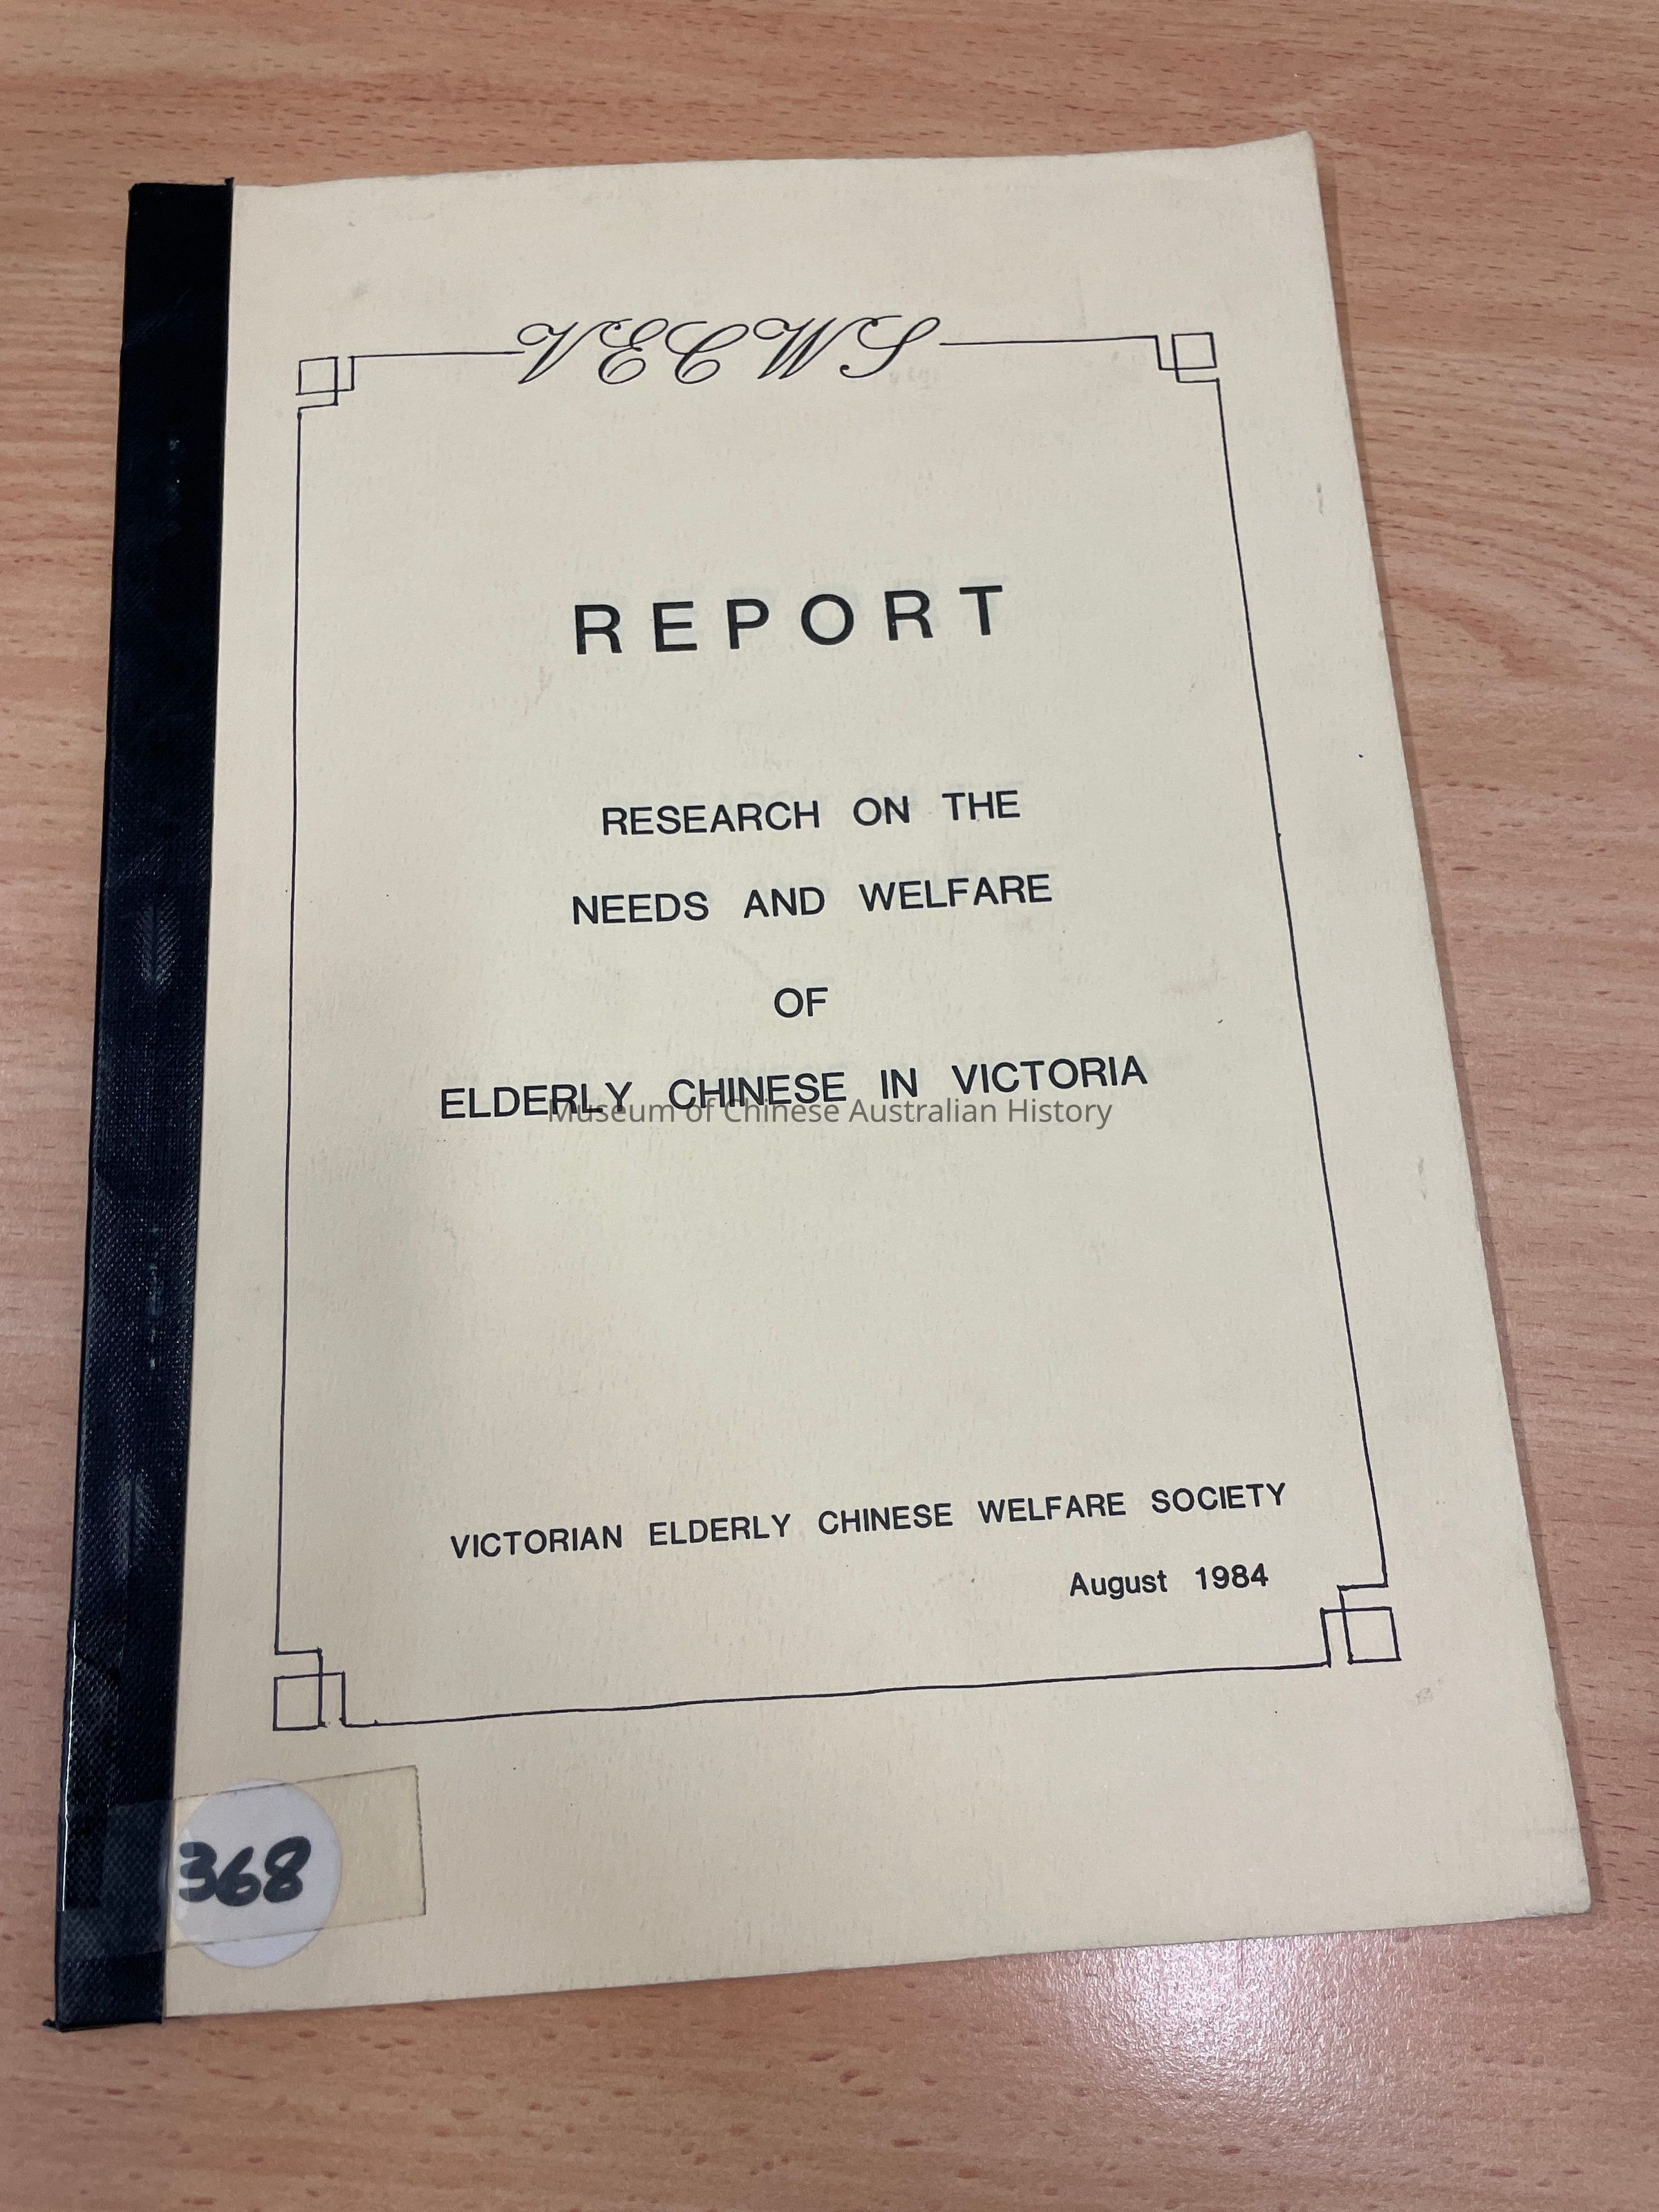 VECWS
REPORT
RESEARCH ON THE
NEEDS AND WELFARE
OF
ELDERLY CHINESE IN VICTORIA
Museum of Chinese Australian History
VICTORIAN ELDERLY CHINESE WELFARE SOCIETY
August 1984
368